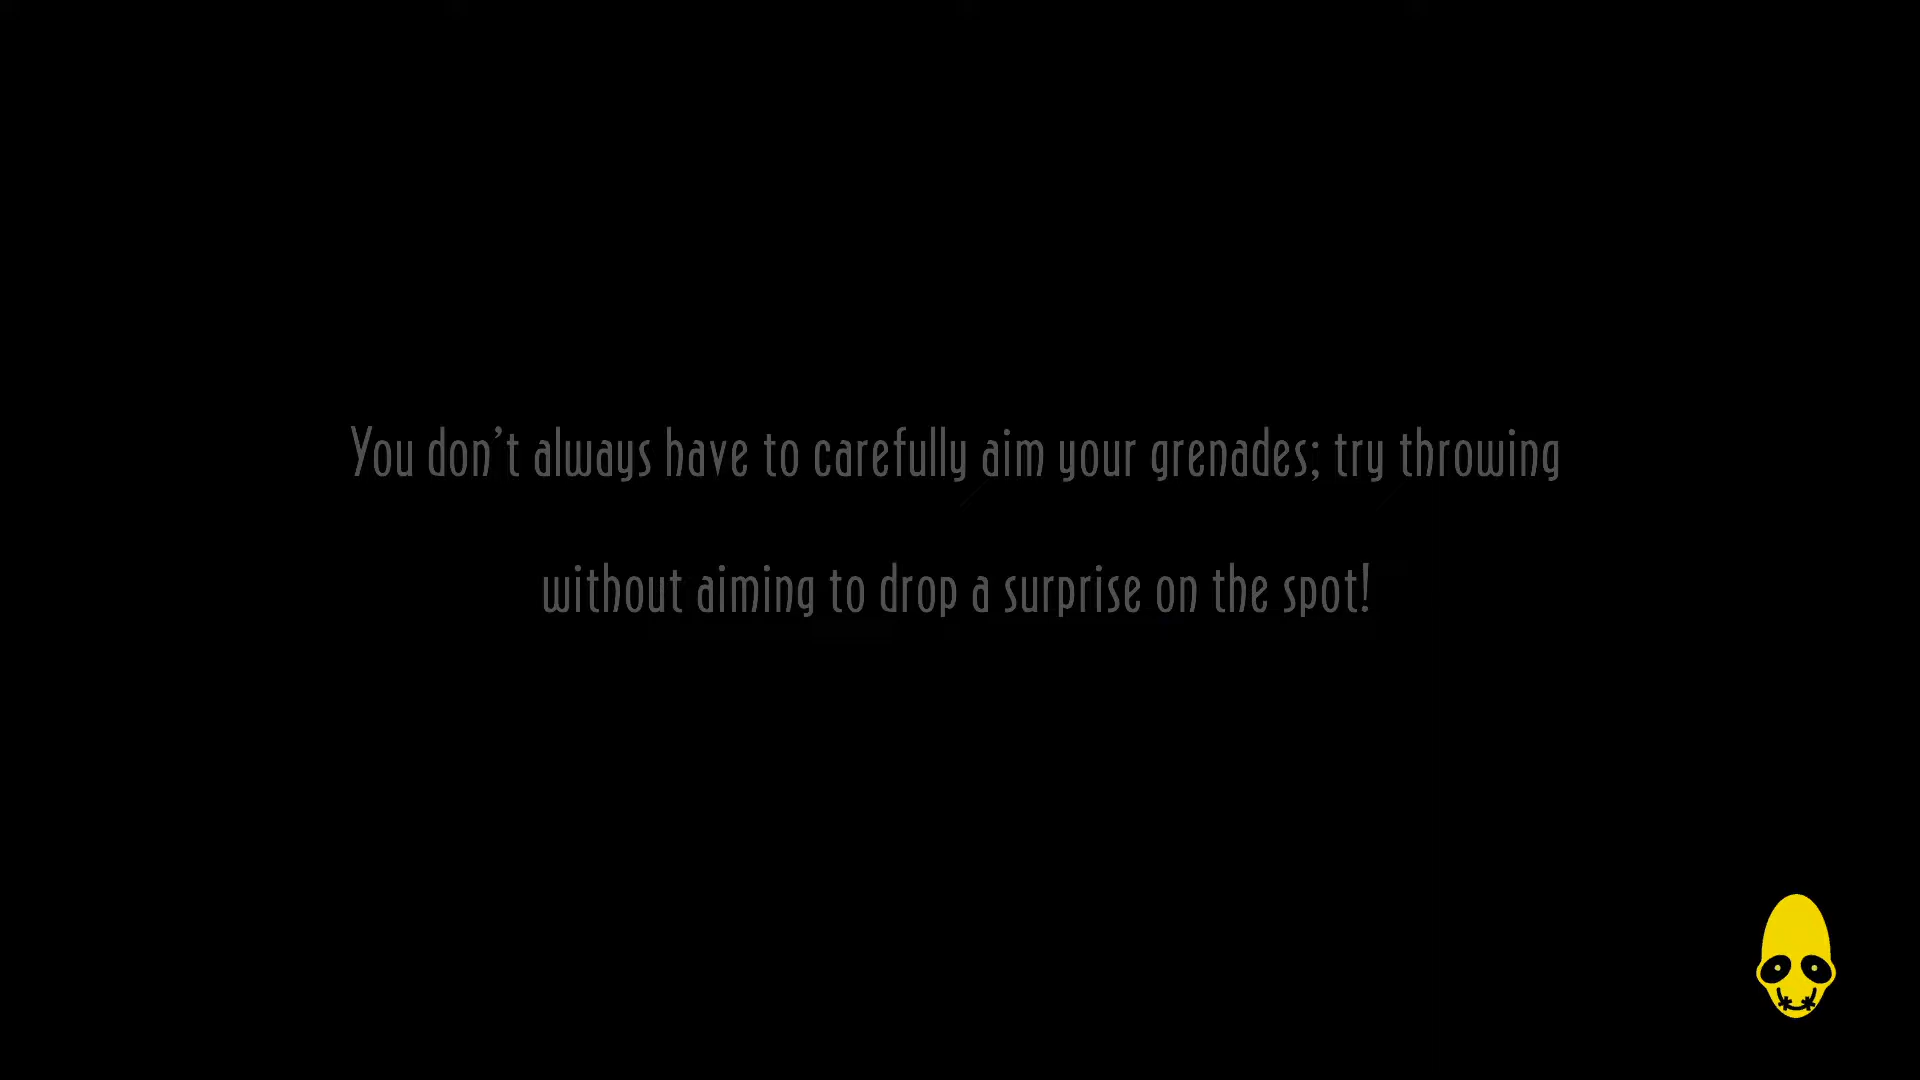 You don’t always have to carefully aim your grenades; try throwing
without aiming to drop a surprise on the spot!